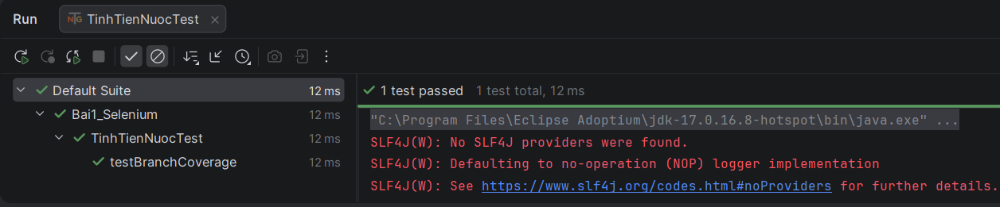 Run
TinhTienNuocTest
Default Suite 12 ms
Bai1_Selenium 12 ms
TinhTienNuocTest 12 ms
testBranchCoverage 12 ms
1 test passed 1 test total, 12 ms
"C:\Program Files\Eclipse Adoptium\jdk-17.0.16.8-hotspot\bin\java.exe" ...
SLF4J(W): No SLF4J providers were found.
SLF4J(W): Defaulting to no-operation (NOP) logger implementation
SLF4J(W): See https://www.slf4j.org/codes.html#noProviders for further details.